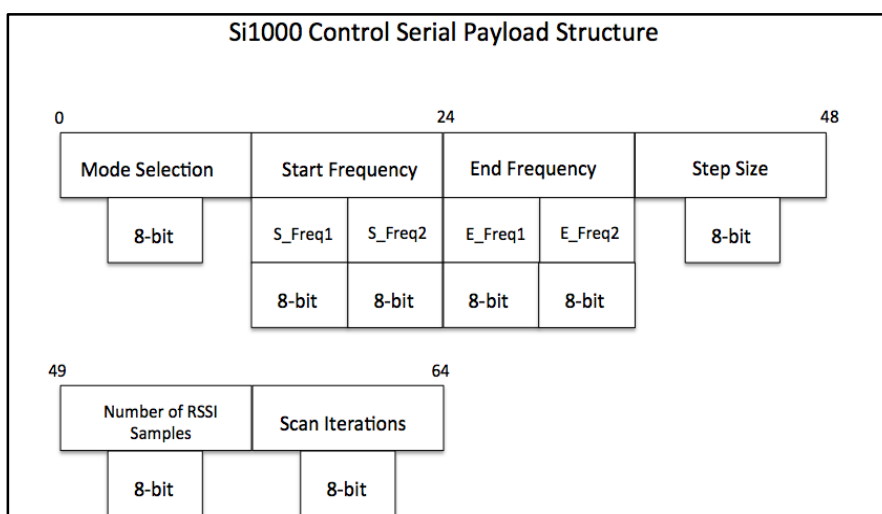 Si1000 Control Serial Payload Structure
0 24 48
Mode Selection Start Frequency End Frequency Step Size
8-bit S_Freq1 S_Freq2 E_Freq1 E_Freq2 8-bit
8-bit 8-bit 8-bit 8-bit
49 64
Number of RSSI
Samples
Scan Iterations
8-bit 8-bit